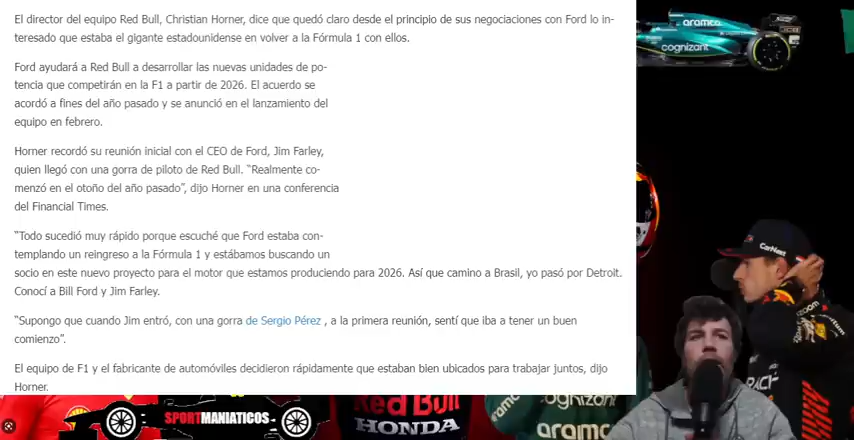 El director del equipo Red Bull, Christian Horner, dice que quedó claro desde el principio de sus negociaciones con Ford lo in-
teresado que estaba el gigante estadounidense en volver a la Fórmula 1 con ellos.
Ford ayudará a Red Bull a desarrollar las nuevas unidades de po-
tencia que competirán en la F1 a partir de 2026. El acuerdo se
acordó a fines del año pasado y se anunció en el lanzamiento del
equipo en febrero.
Horner recordó su reunión inicial con el CEO de Ford, Jim Farley,
quien llegó con una gorra de piloto de Red Bull. “Realmente co-
menzó en el otoño del año pasado”, dijo Horner en una conferencia
del Financial Times.
“Todo sucedió muy rápido porque escuché que Ford estaba con-
templando un reingreso a la Fórmula 1 y estábamos buscando un
socio en este nuevo proyecto para el motor que estamos produciendo para 2026. Así que camino a Brasil, yo pasó por Detroit.
Conocí a Bill Ford y Jim Farley.
“Supongo que cuando Jim entró, con una gorra de Sergio Pérez , a la primera reunión, sentí que iba a tener un buen
comienzo”.
El equipo de F1 y el fabricante de automóviles decidieron rápidamente que estaban bien ubicados para trabajar juntos, dijo
Horner.
aramco
cognizant
CarNext
SPORTMANIATICOS
Red Bull
HONDA
cognizant
aramco